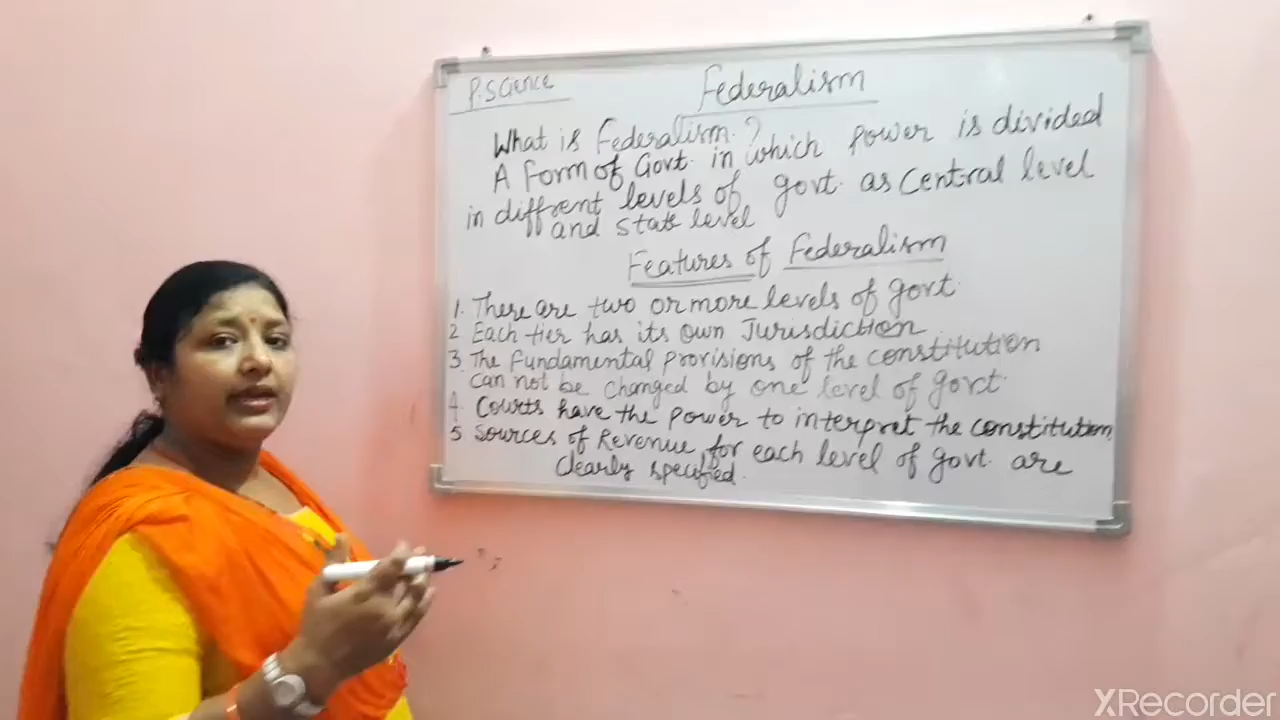 P. Science
Federalism
What is Federalism?
A Form of Govt. in which power is divided
in diffrent levels of govt. as Central level
and State level
Features of Federalism
1. There are two or more levels of govt.
2 Each tier has its own Jurisdiction
3. The Fundamental provisions of the constitution
can not be changed by one level of govt.
4. Courts have the power to interpret the constitution
5 Sources of Revenue for each level of govt. are
clearly specified.
XRecorder